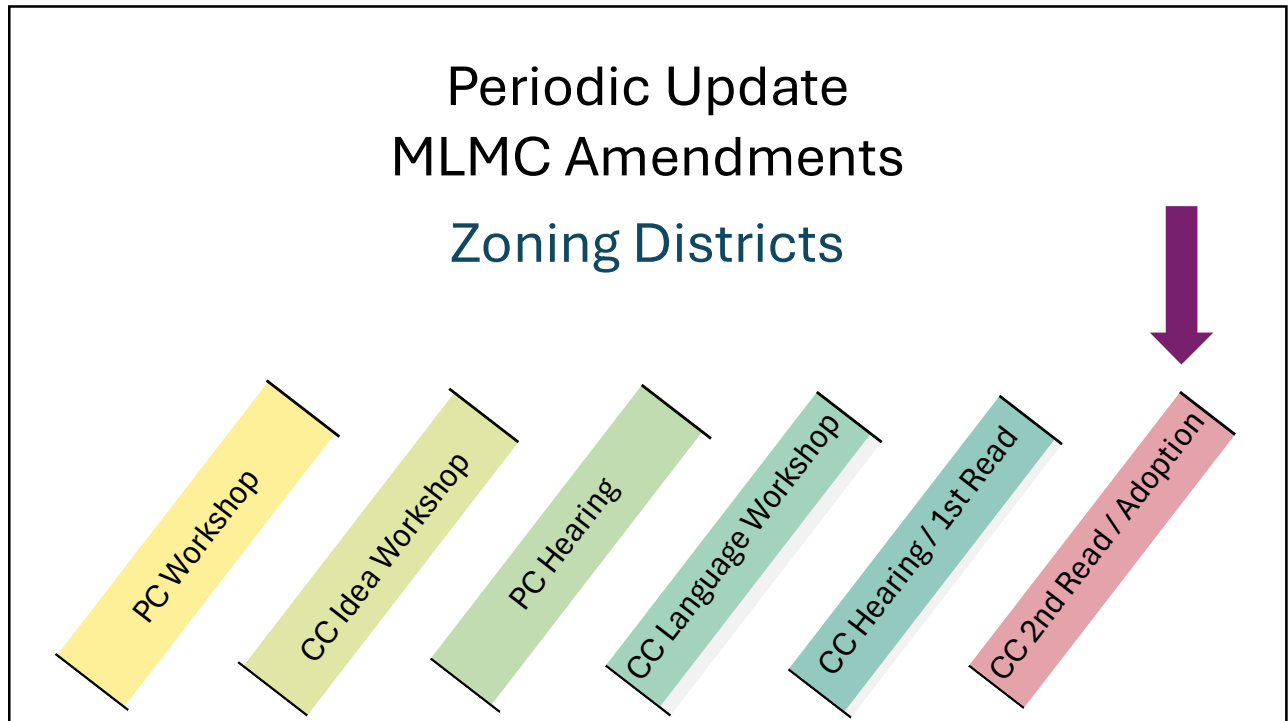 Periodic Update
MLMC Amendments
Zoning Districts
PC Workshop
CC Idea Workshop
PC Hearing
CC Language Workshop
CC Hearing / 1st Read
CC 2nd Read / Adoption